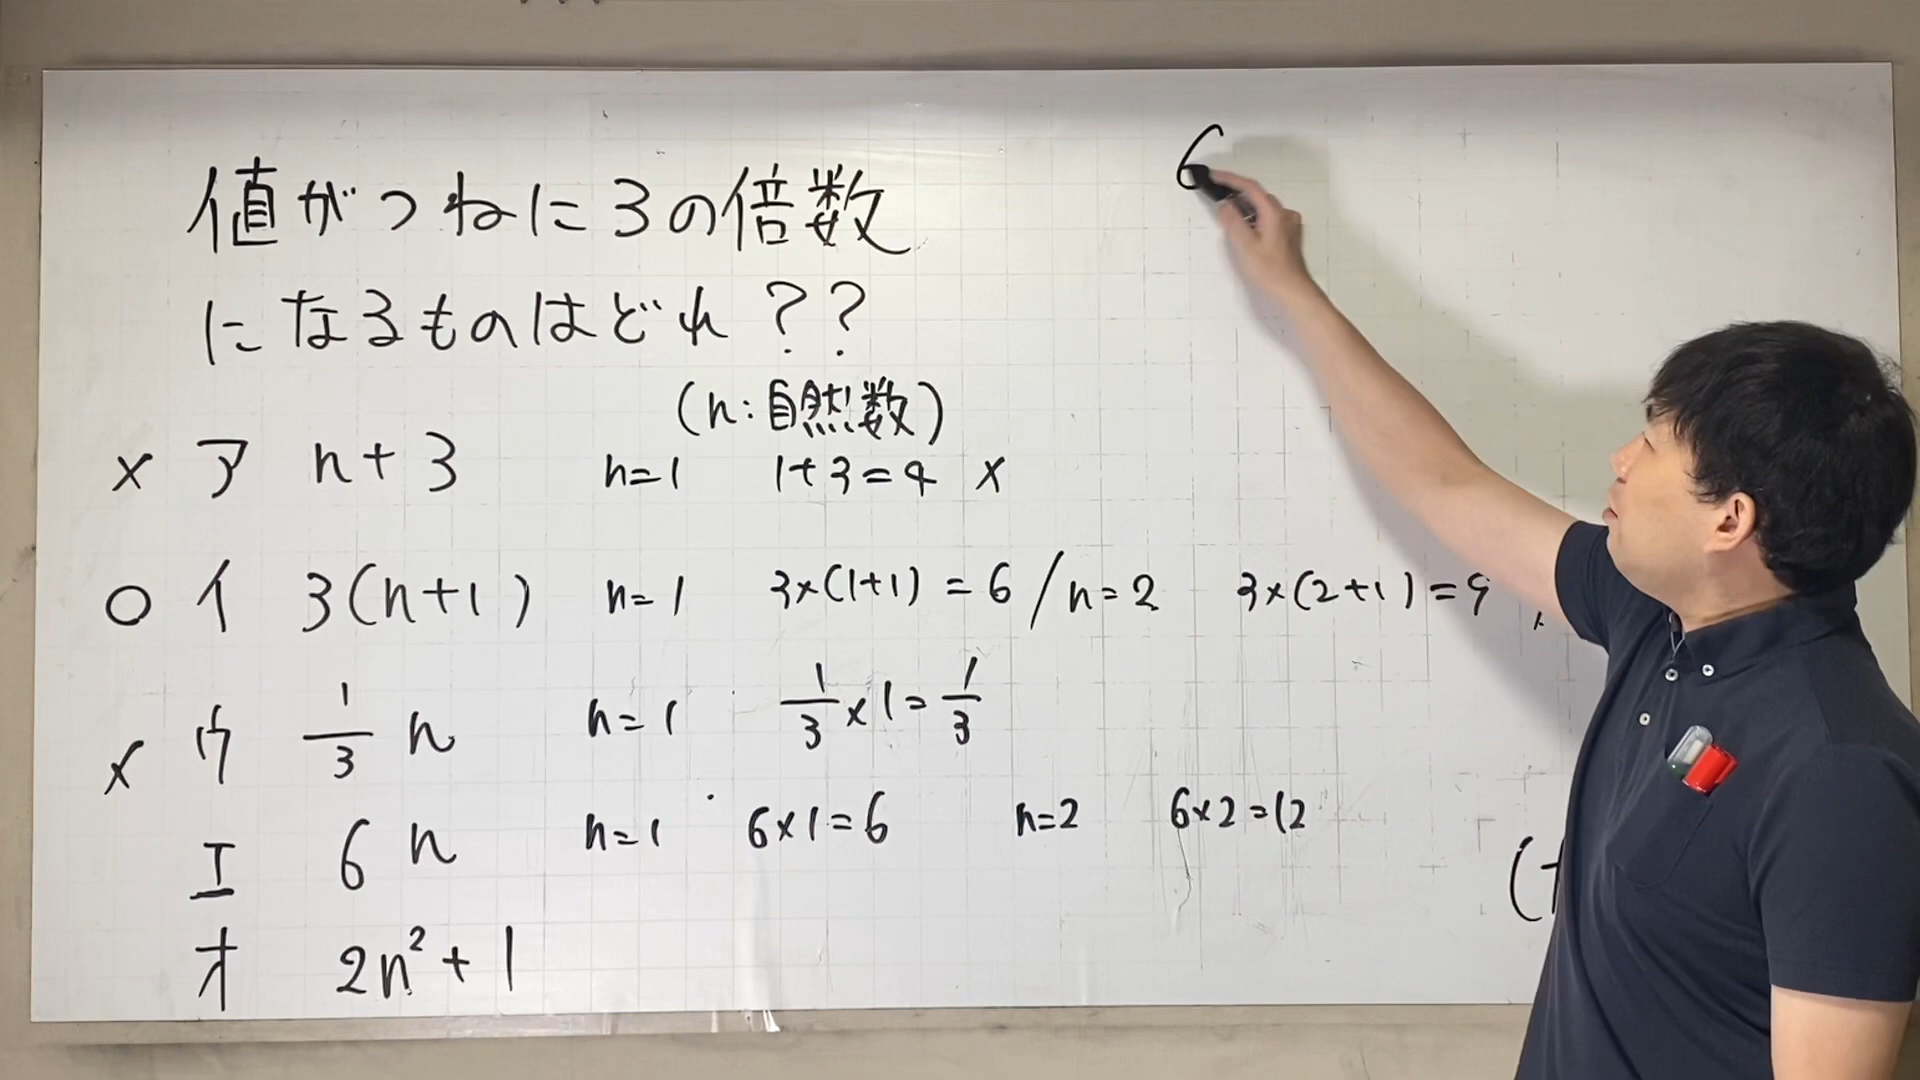 値がつねに3の倍数
になるものはどれ??
(n:自然数)
× ア n+3 n=1 1+3=4 ×
○ イ 3(n+1) n=1 3×(1+1)=6 / n=2 3×(2+1)=9
× ウ 1/3 n n=1 1/3×1=1/3
エ 6n n=1 6×1=6 n=2 6×2=12
オ 2n²+1
6